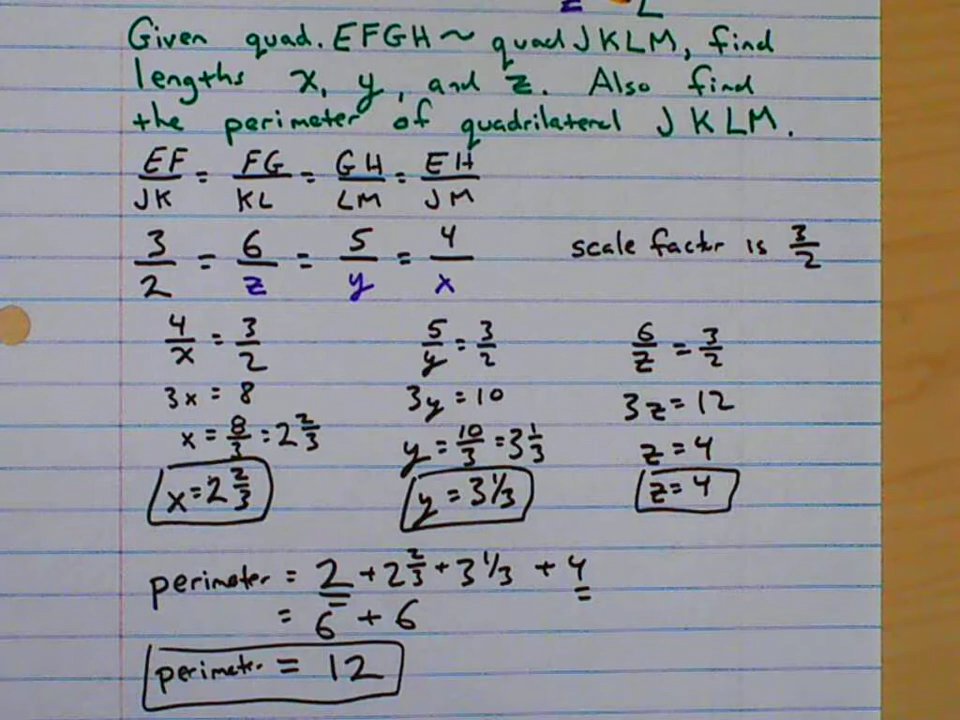 z L
Given quad. EFGH ~ quad JKLM, find
lengths x, y, and z. Also find
the perimeter of quadrilateral JKLM.
EF/JK = FG/KL = GH/LM = EH/JM
3/2 = 6/z = 5/y = 4/x scale factor is 3/2
4/x = 3/2 5/y = 3/2 6/z = 3/2
3x = 8 3y = 10 3z = 12
x = 8/3 = 2 2/3 y = 10/3 = 3 1/3 z = 4
x = 2 2/3 y = 3 1/3 z = 4
perimeter = 2 + 2 2/3 + 3 1/3 + 4
= 6 + 6
perimeter = 12